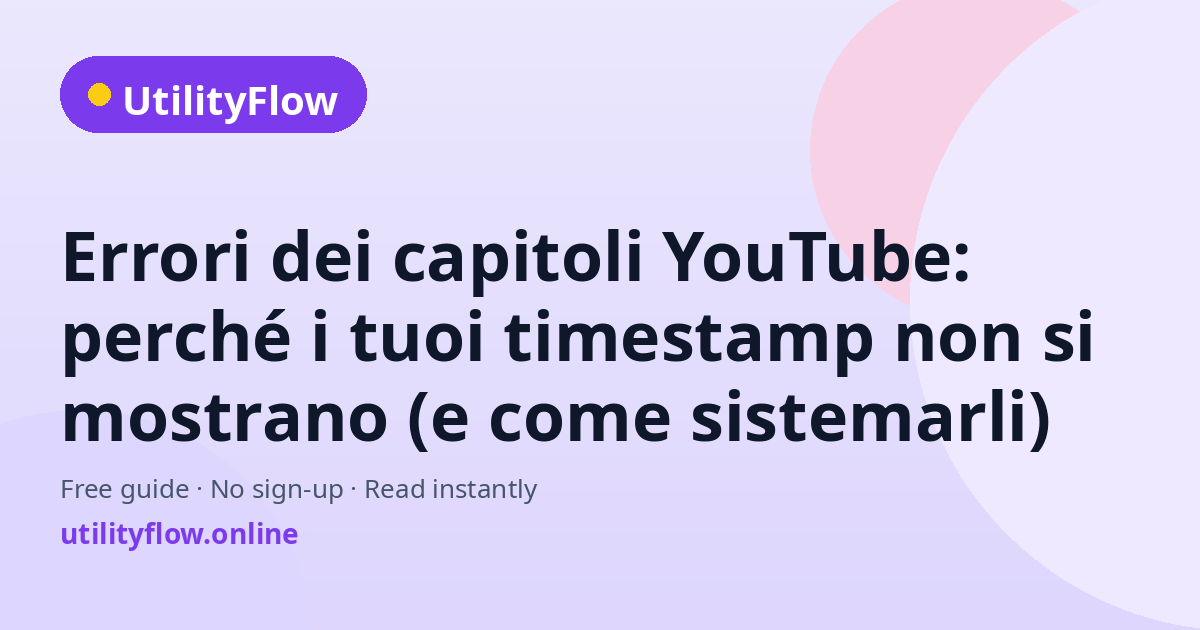 UtilityFlow
Errori dei capitoli YouTube:
perché i tuoi timestamp non si
mostrano (e come sistemarli)
Free guide · No sign-up · Read instantly
utilityflow.online